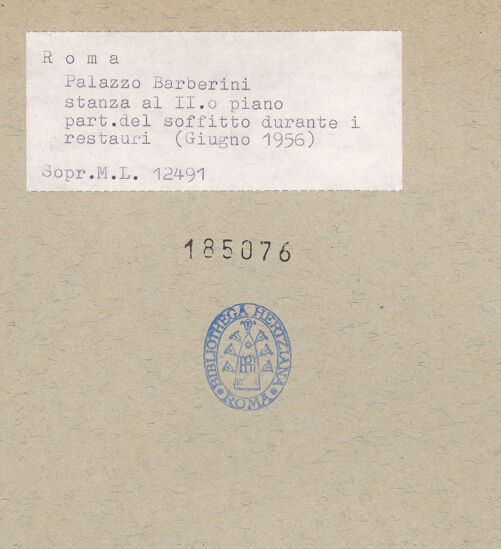 Roma
Palazzo Barberini
stanza al II.o piano
part.del soffitto durante i
restauri (Giugno 1956)
Sopr.M.L. 12491
185076
BIBLIOTHECA HERTZIANA
ROMA